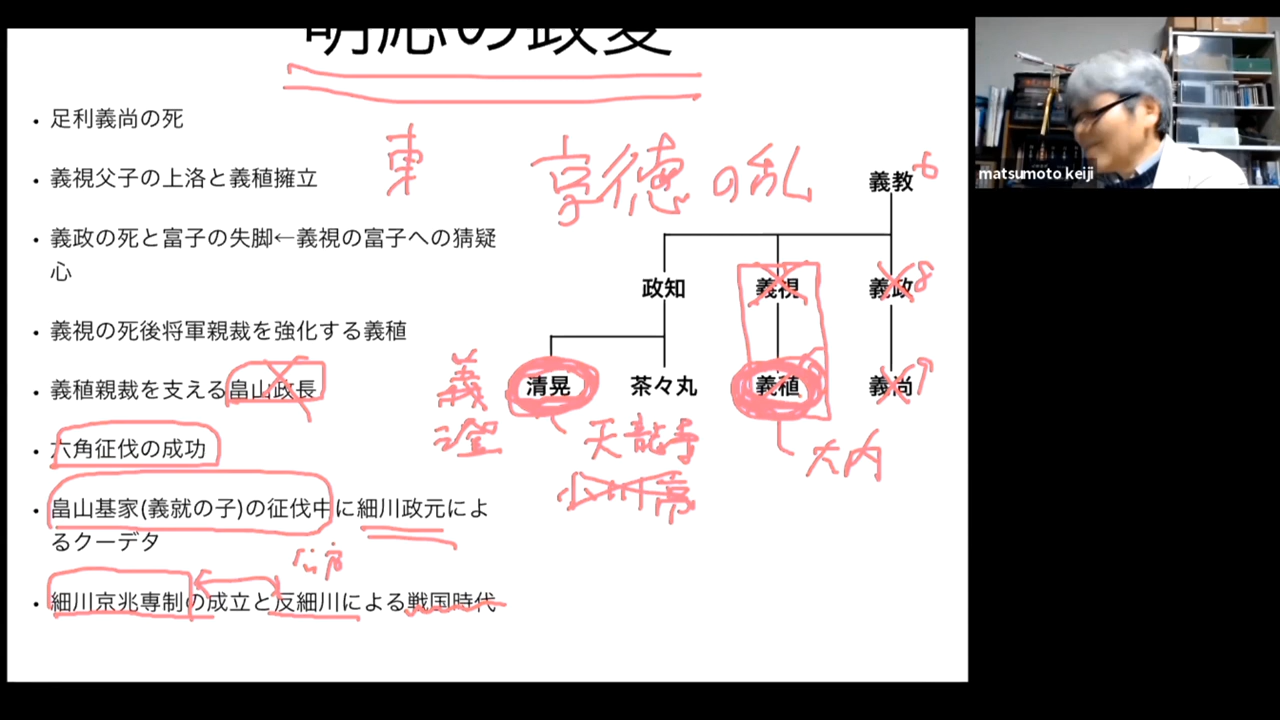 明応の政変
・足利義尚の死
・義視父子の上洛と義稙擁立
・義政の死と富子の失脚←義視の富子への猜疑
心
・義視の死後将軍親裁を強化する義稙
・義稙親裁を支える畠山政長
・六角征伐の成功
・畠山基家(義就の子)の征伐中に細川政元によ
るクーデタ
・細川京兆専制の成立と反細川による戦国時代
東
享徳の乱
義教 6
政知 義視 義政 8
清晃 茶々丸 義稙 義尚 9
義澄
天龍寺
大内
matsumoto keiji